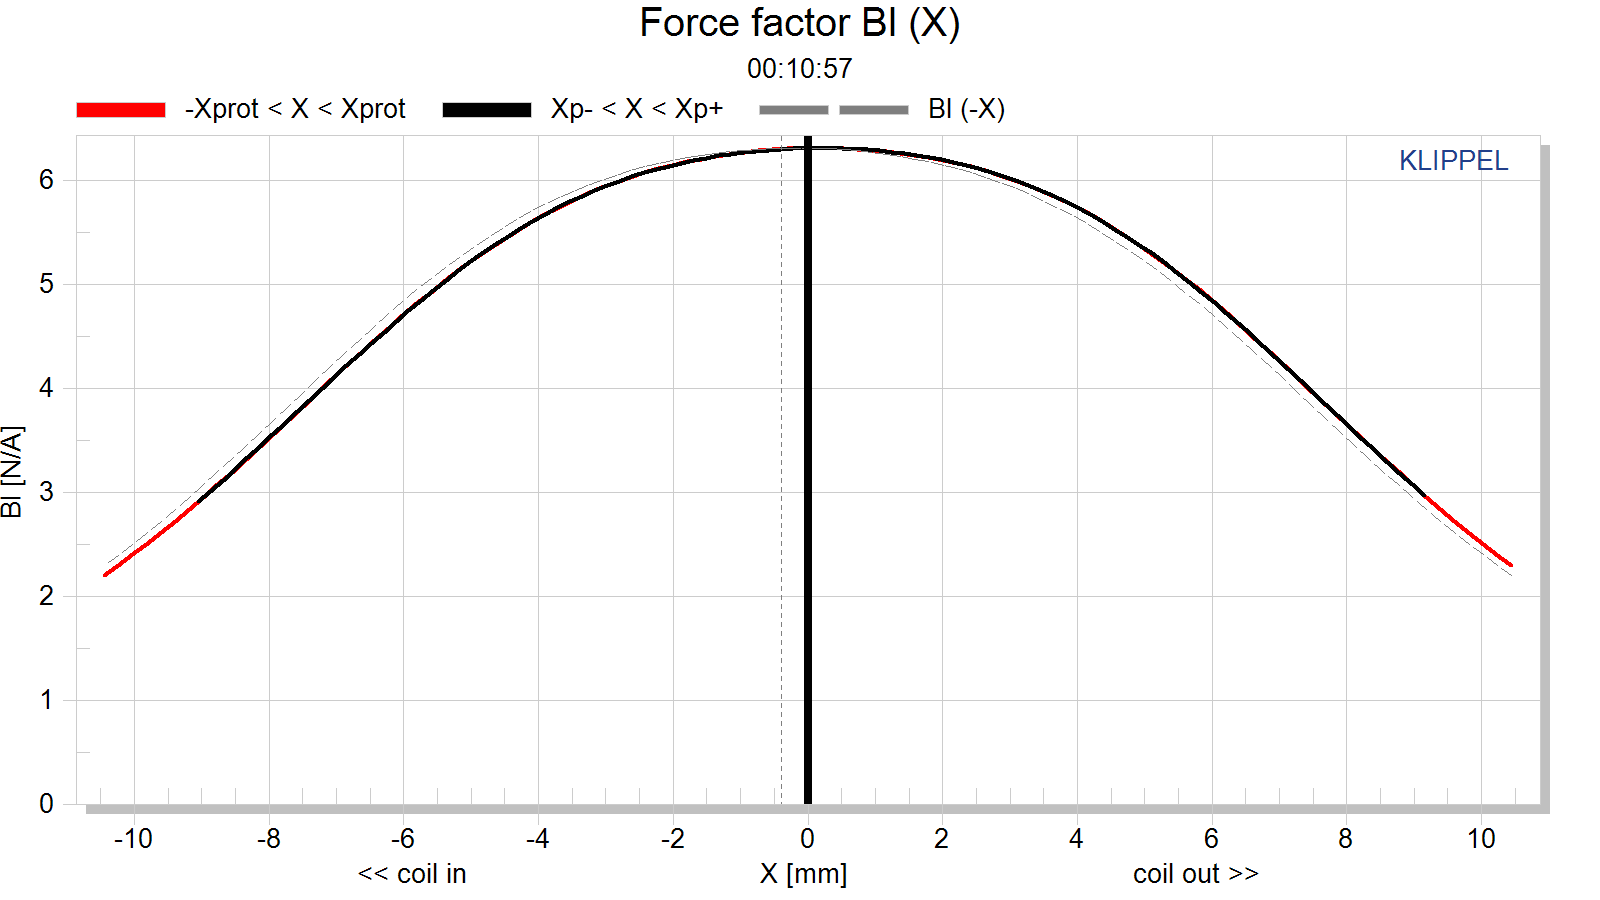 Force factor Bl (X)
00:10:57
-Xprot < X < Xprot Xp- < X < Xp+ Bl (-X)
KLIPPEL
Bl [N/A]
6
5
4
3
2
1
0
-10 -8 -6 -4 -2 0 2 4 6 8 10
<< coil in X [mm] coil out >>